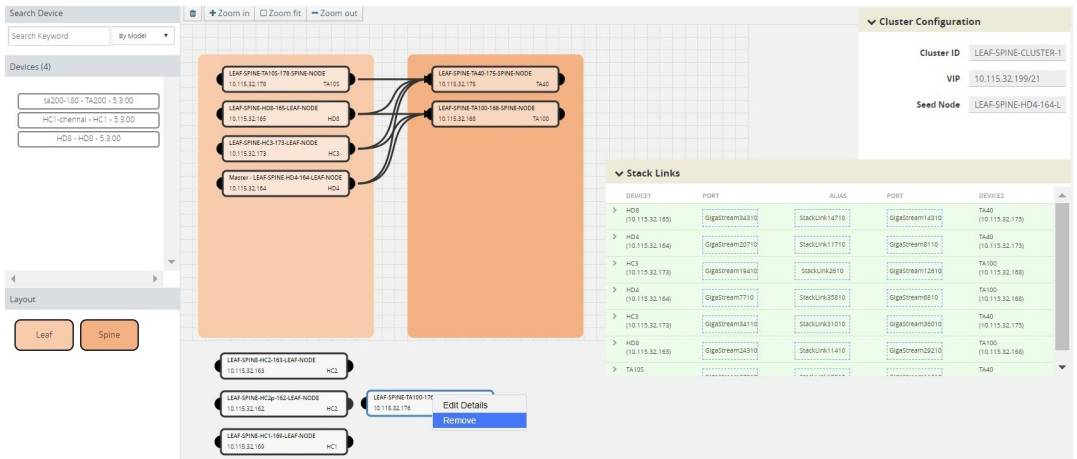 Search Device
Search Keyword
By Model
Devices (4)
ta200-180 - TA200 - 5.3.00
HC1-chennai - HC1 - 5.3.00
HD8 - HD8 - 5.3.00
Layout
Leaf
Spine
Zoom in
Zoom fit
Zoom out
LEAF-SPINE-TA10S-178-SPINE-NODE
10.115.32.178 TA10S
LEAF-SPINE-HD8-165-LEAF-NODE
10.115.32.165 HD8
LEAF-SPINE-HC3-173-LEAF-NODE
10.115.32.173 HC3
Master - LEAF-SPINE-HD4-164-LEAF-NODE
10.115.32.164 HD4
LEAF-SPINE-TA40-175-SPINE-NODE
10.115.32.175 TA40
LEAF-SPINE-TA100-168-SPINE-NODE
10.115.32.168 TA100
LEAF-SPINE-HC2-163-LEAF-NODE
10.115.32.163 HC2
LEAF-SPINE-HC2p-162-LEAF-NODE
10.115.32.162 HC2
LEAF-SPINE-TA100-176
10.115.32.176
LEAF-SPINE-HC1-169-LEAF-NODE
10.115.32.169 HC1
Edit Details
Remove
Cluster Configuration
Cluster ID LEAF-SPINE-CLUSTER-1
VIP 10.115.32.199/21
Seed Node LEAF-SPINE-HD4-164-L
Stack Links
DEVICE1 PORT ALIAS PORT DEVICE2
HD8 (10.115.32.165) GigaStream34310 StackLink14710 GigaStream14310 TA40 (10.115.32.175)
HD4 (10.115.32.164) GigaStream20710 StackLink11710 GigaStream8110 TA40 (10.115.32.175)
HC3 (10.115.32.173) GigaStream19410 StackLink2610 GigaStream12610 TA100 (10.115.32.168)
HD4 (10.115.32.164) GigaStream7710 StackLink35810 GigaStream6810 TA100 (10.115.32.168)
HC3 (10.115.32.173) GigaStream34110 StackLink31010 GigaStream36010 TA40 (10.115.32.175)
HD8 (10.115.32.165) GigaStream24310 StackLink11410 GigaStream29210 TA100 (10.115.32.168)
TA10S TA40